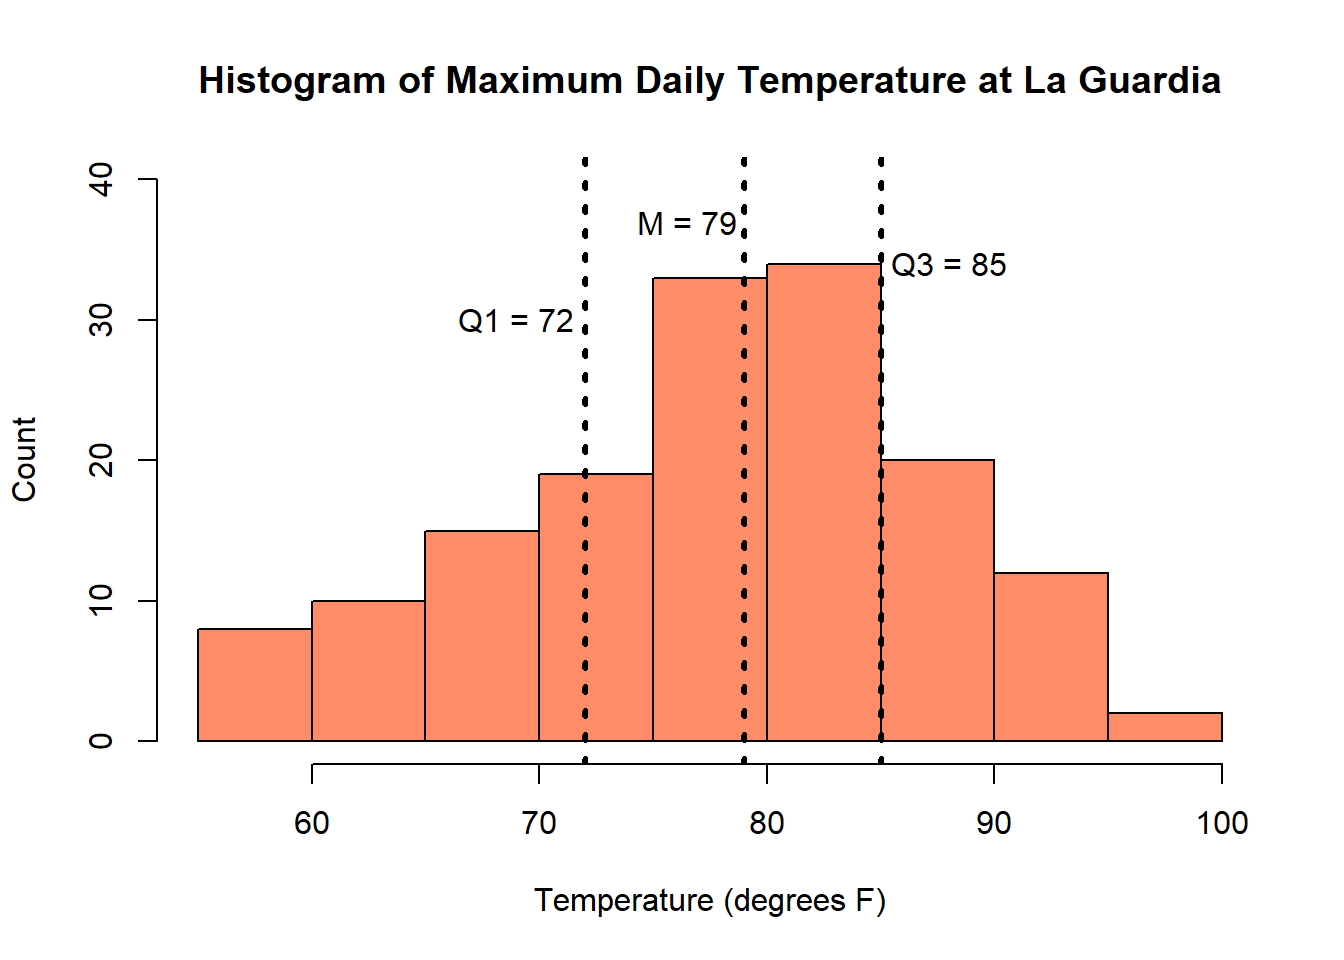 Histogram of Maximum Daily Temperature at La Guardia
40
30
20
10
0
Count
M = 79
Q3 = 85
Q1 = 72
60 70 80 90 100
Temperature (degrees F)